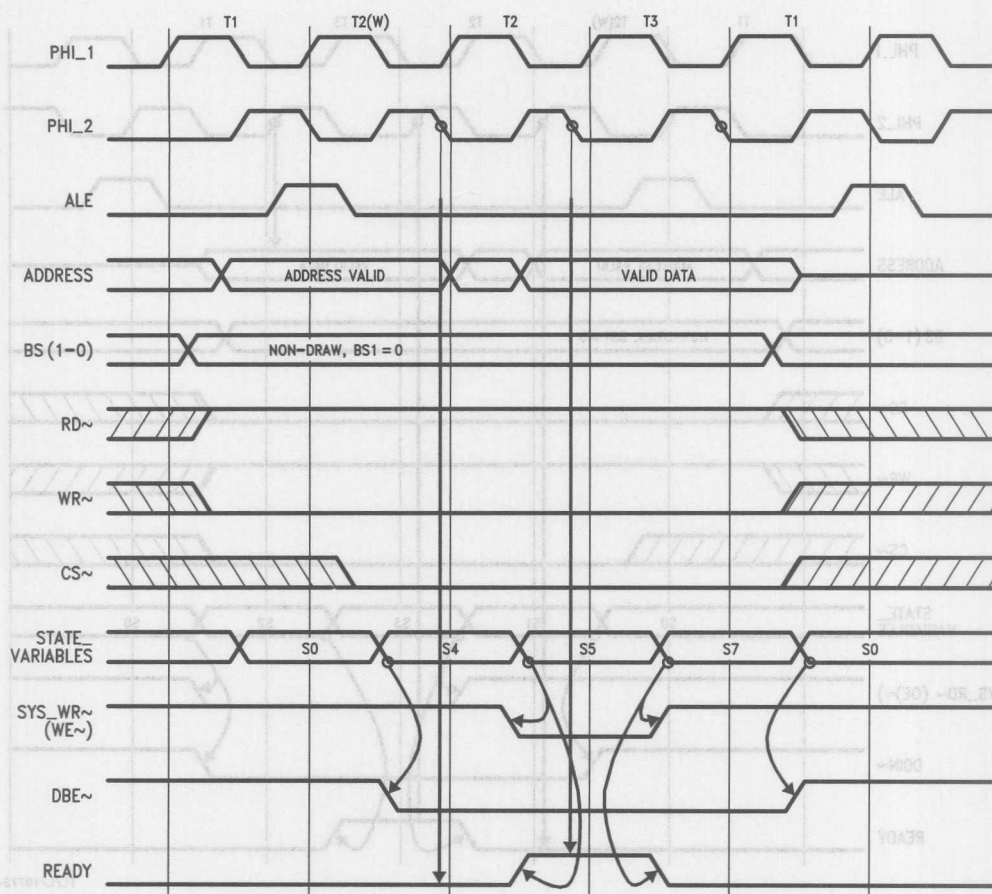 T1 T2(W) T2 T3 T1
PHI_1
PHI_2
ALE
ADDRESS ADDRESS VALID VALID DATA
BS(1-0) NON-DRAW, BS1=0
RD~
WR~
CS~
STATE_
VARIABLES S0 S4 S5 S7 S0
SYS_WR~
(WE~)
DBE~
READY